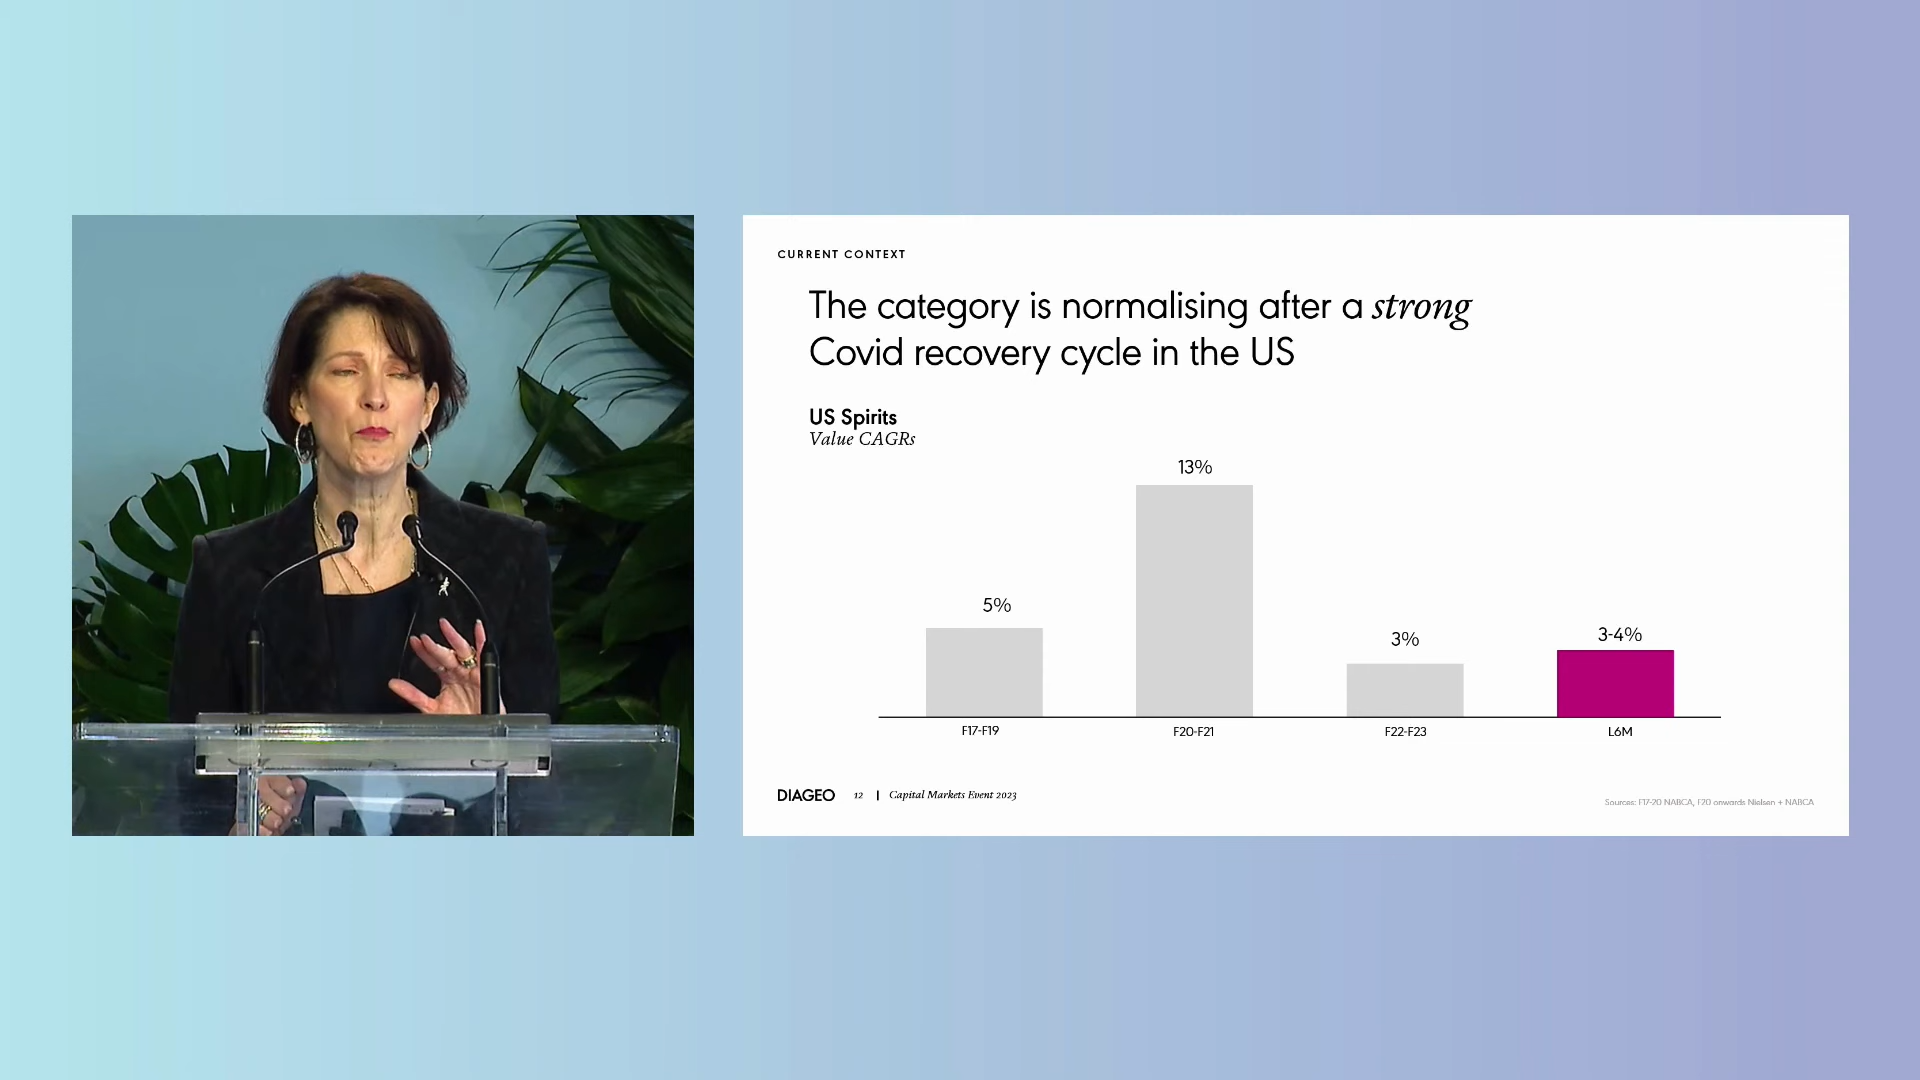 CURRENT CONTEXT
The category is normalising after a strong
Covid recovery cycle in the US
US Spirits
Value CAGRs
13%
5%
3%
3-4%
F17-F19
F20-F21
F22-F23
L6M
DIAGEO 12 | Capital Markets Event 2023
Sources: F17-20 NABCA, F20 onwards Nielsen + NABCA